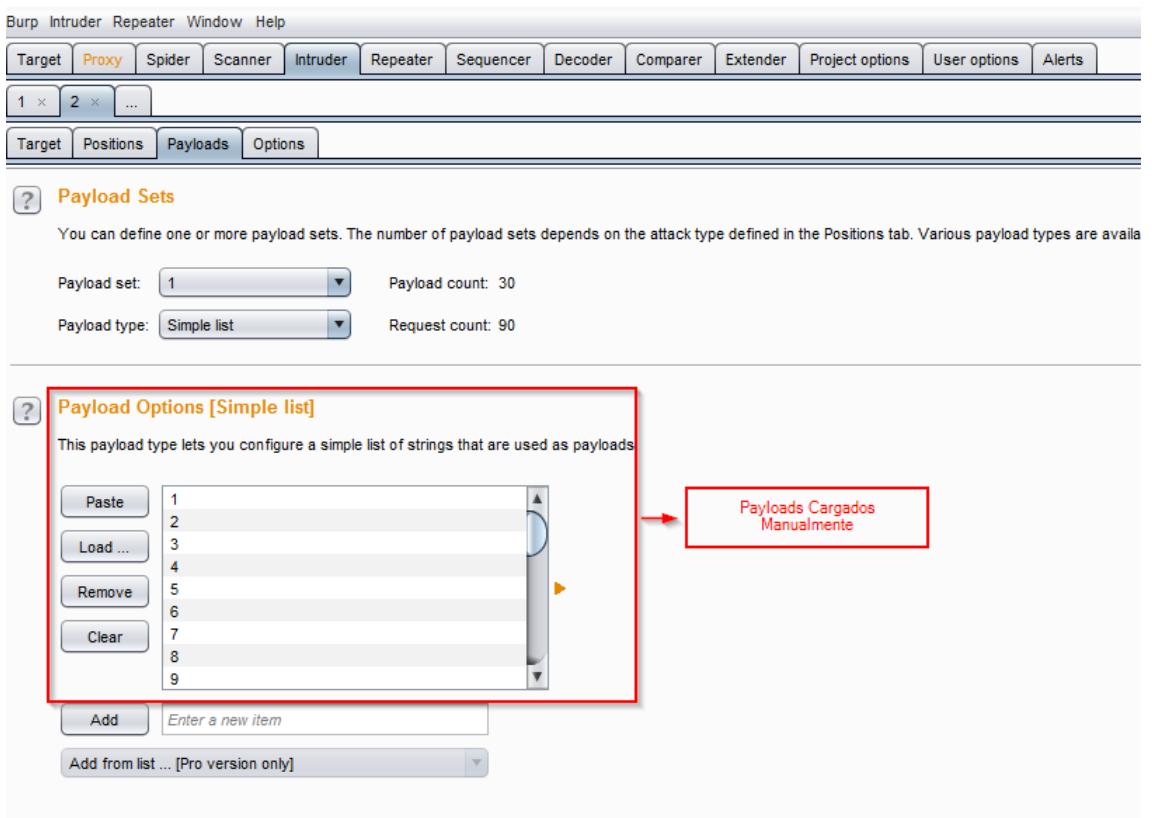 Burp Intruder Repeater Window Help
Target Proxy Spider Scanner Intruder Repeater Sequencer Decoder Comparer Extender Project options User options Alerts
1 × 2 × ...
Target Positions Payloads Options
? Payload Sets
You can define one or more payload sets. The number of payload sets depends on the attack type defined in the Positions tab. Various payload types are availa
Payload set: 1 Payload count: 30
Payload type: Simple list Request count: 90
? Payload Options [Simple list]
This payload type lets you configure a simple list of strings that are used as payloads
Paste
Load ...
Remove
Clear
1
2
3
4
5
6
7
8
9
Payloads Cargados
Manualmente
Add Enter a new item
Add from list ... [Pro version only]